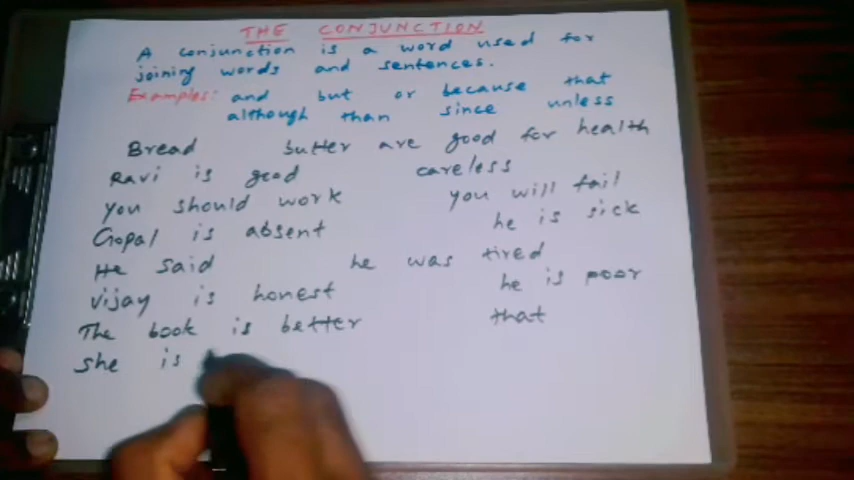 THE CONJUNCTION
A conjunction is a word used for
joining words and sentences.
Examples: and but or because that
although than since unless
Bread butter are good for health
Ravi is good careless
you should work you will fail
Gopal is absent he is sick
He said he was tired
Vijay is honest he is poor
The book is better that
she is